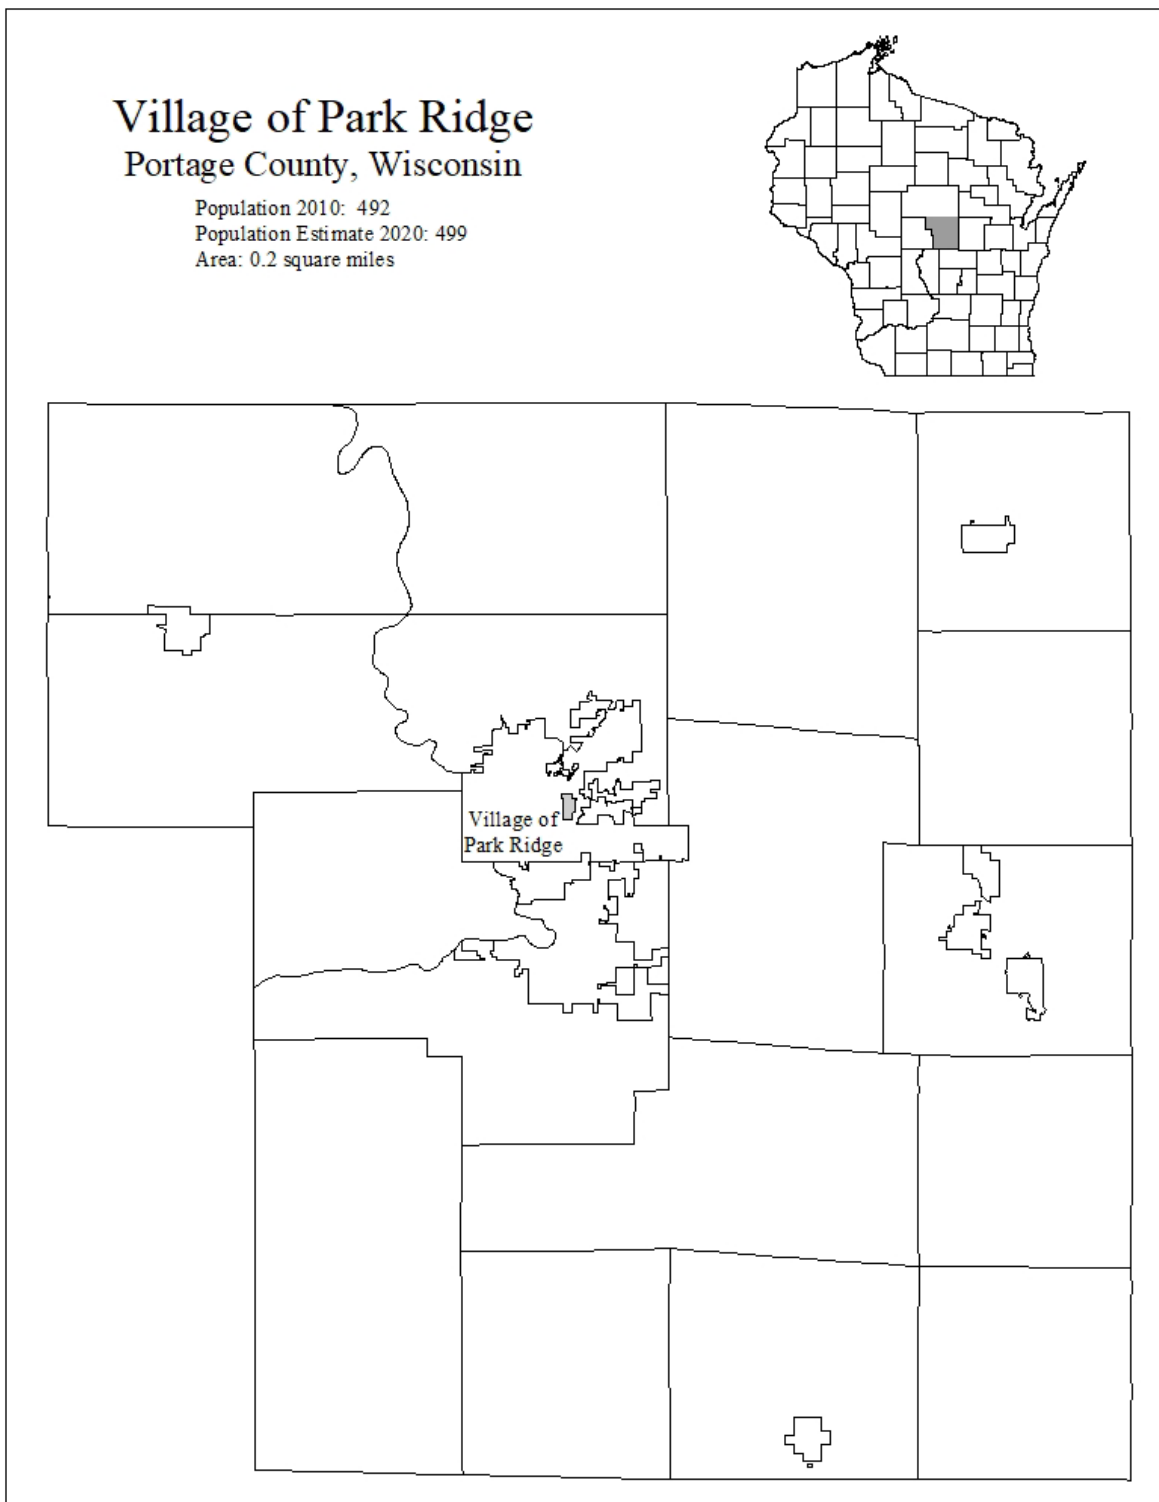 Village of Park Ridge
Portage County, Wisconsin
Population 2010: 492
Population Estimate 2020: 499
Area: 0.2 square miles
Village of
Park Ridge